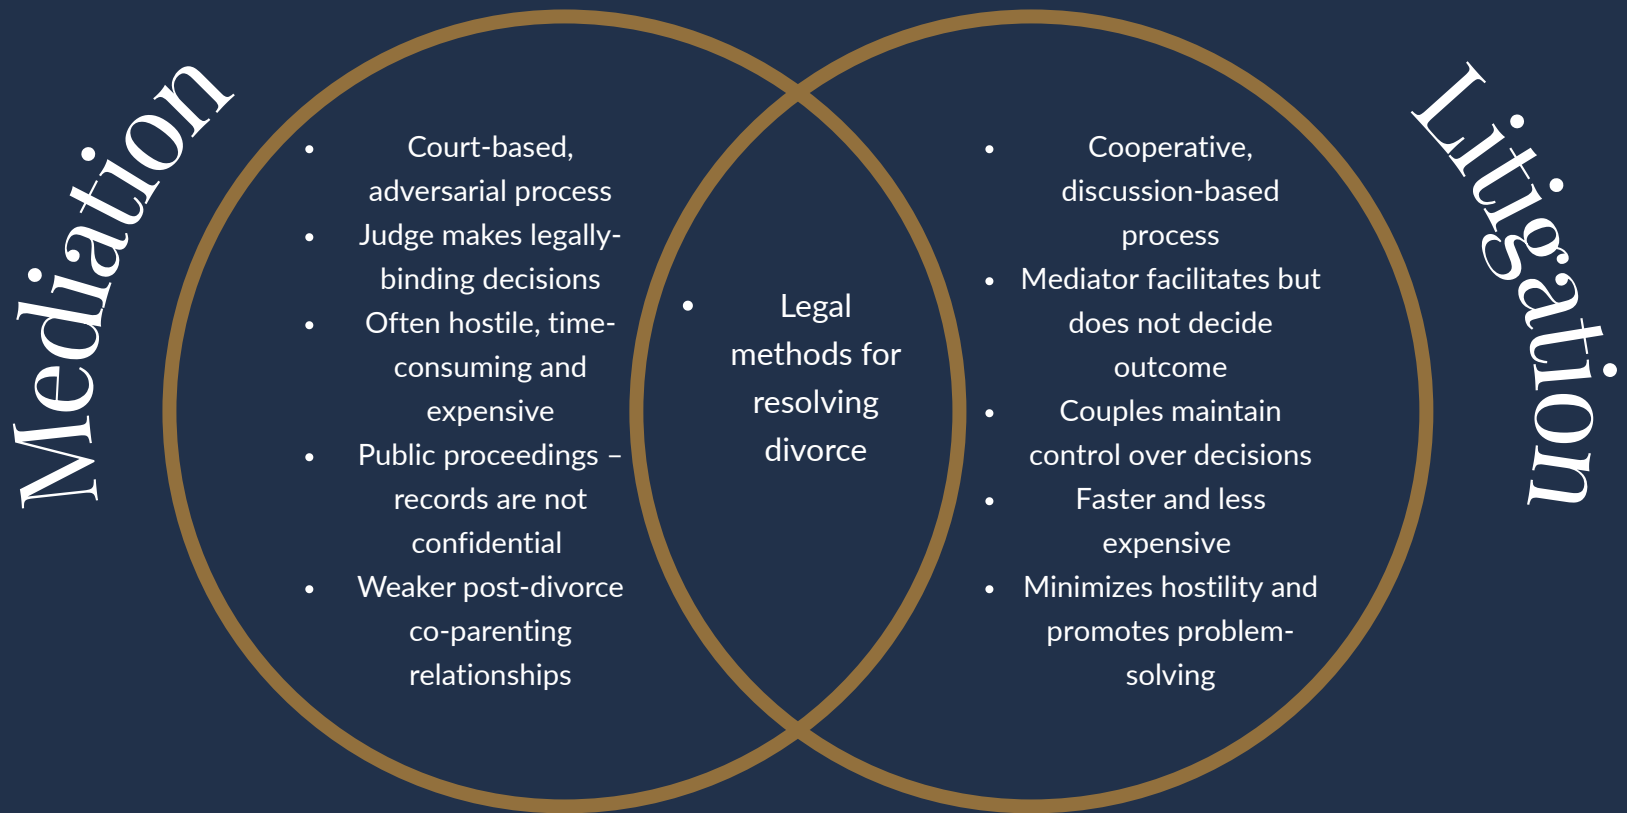 Mediation
• Court-based,
adversarial process
• Judge makes legally-
binding decisions
• Often hostile, time-
consuming and
expensive
• Public proceedings –
records are not
confidential
• Weaker post-divorce
co-parenting
relationships
• Legal
methods for
resolving
divorce
Litigation
• Cooperative,
discussion-based
process
• Mediator facilitates but
does not decide
outcome
• Couples maintain
control over decisions
• Faster and less
expensive
• Minimizes hostility and
promotes problem-
solving